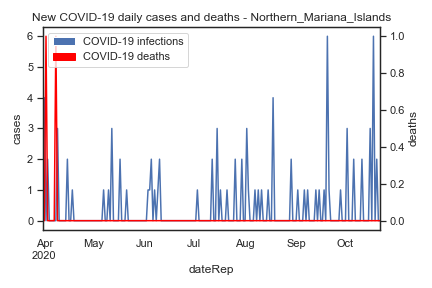 New COVID-19 daily cases and deaths - Northern_Mariana_Islands
COVID-19 infections
COVID-19 deaths
cases
6
5
4
3
2
1
0
deaths
1.0
0.8
0.6
0.4
0.2
0.0
Apr May Jun Jul Aug Sep Oct
2020
dateRep